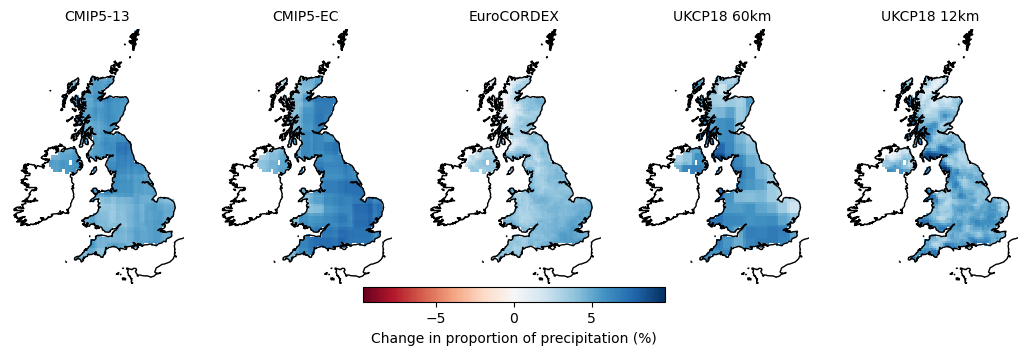 CMIP5-13 CMIP5-EC EuroCORDEX UKCP18 60km UKCP18 12km
−5 0 5
Change in proportion of precipitation (%)